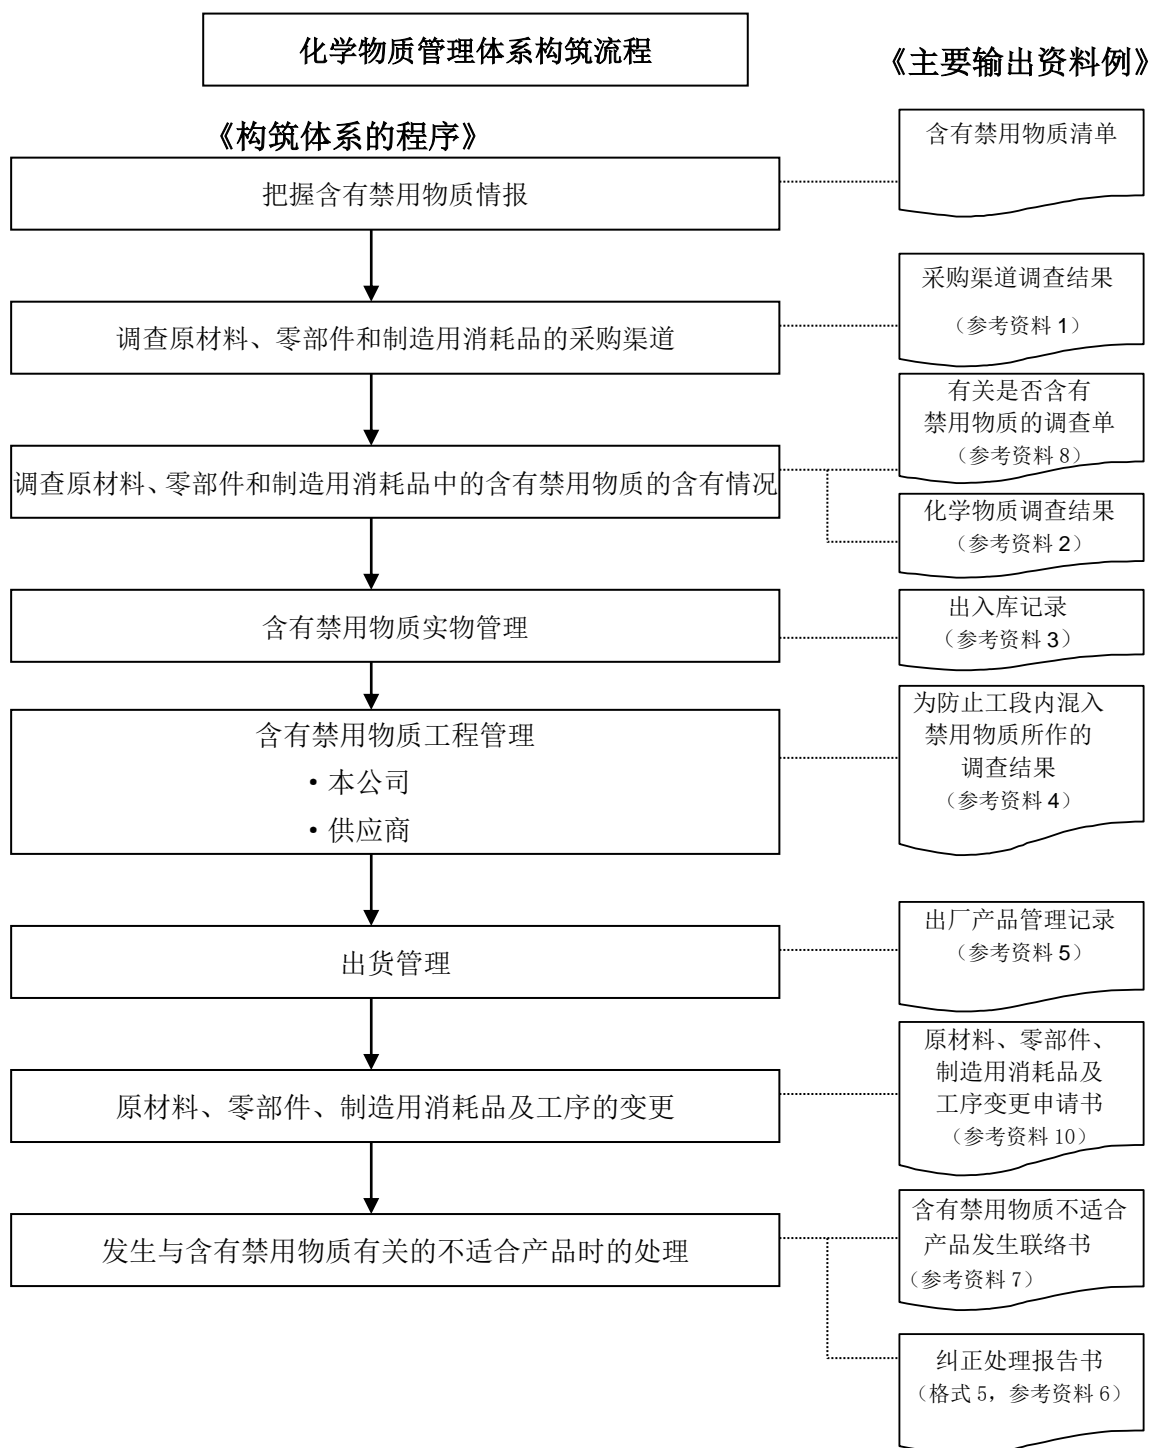 化学物质管理体系构筑流程
《主要输出资料例》
《构筑体系的程序》
含有禁用物质清单
把握含有禁用物质情报
采购渠道调查结果
（参考资料 1）
调查原材料、零部件和制造用消耗品的采购渠道
有关是否含有
禁用物质的调查单
（参考资料 8）
调查原材料、零部件和制造用消耗品中的含有禁用物质的含有情况
化学物质调查结果
（参考资料 2）
含有禁用物质实物管理
出入库记录
（参考资料 3）
含有禁用物质工程管理
・本公司
・供应商
为防止工段内混入
禁用物质所作的
调查结果
（参考资料 4）
出货管理
出厂产品管理记录
（参考资料 5）
原材料、零部件、制造用消耗品及工序的变更
原材料、零部件、
制造用消耗品及
工序变更申请书
（参考资料 10）
发生与含有禁用物质有关的不适合产品时的处理
含有禁用物质不适合
产品发生联络书
（参考资料 7）
纠正处理报告书
（格式 5，参考资料 6）